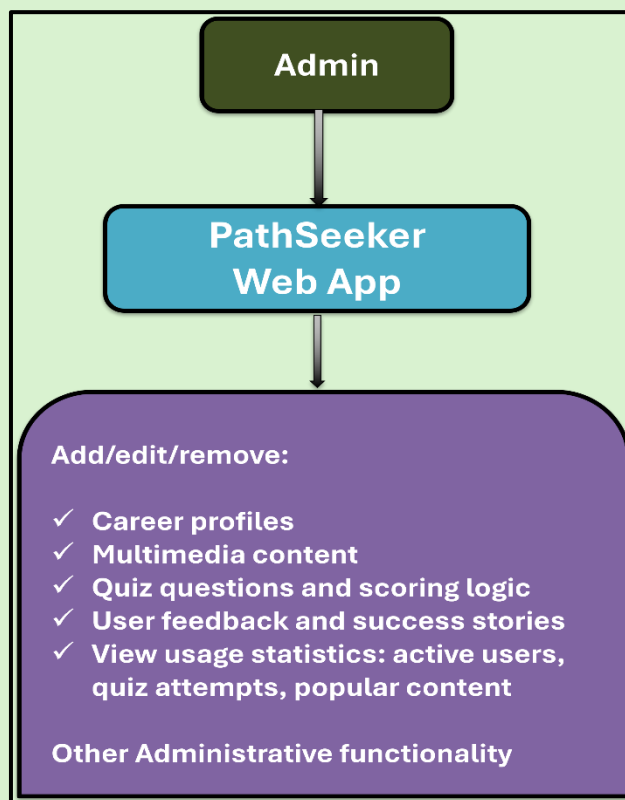 Admin
PathSeeker
Web App
Add/edit/remove:
✓ Career profiles
✓ Multimedia content
✓ Quiz questions and scoring logic
✓ User feedback and success stories
✓ View usage statistics: active users,
quiz attempts, popular content
Other Administrative functionality